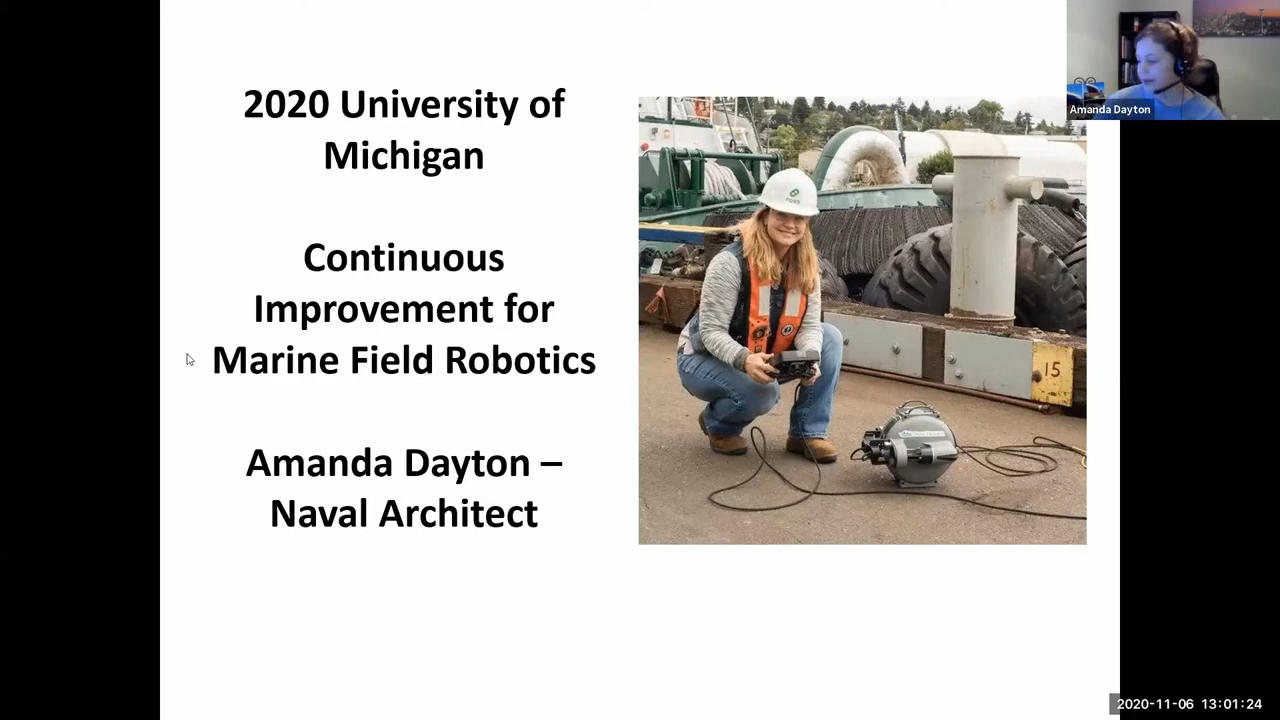 2020 University of
Michigan
Continuous
Improvement for
Marine Field Robotics
Amanda Dayton –
Naval Architect
Amanda Dayton
FOSS
15
2020-11-06 13:01:24